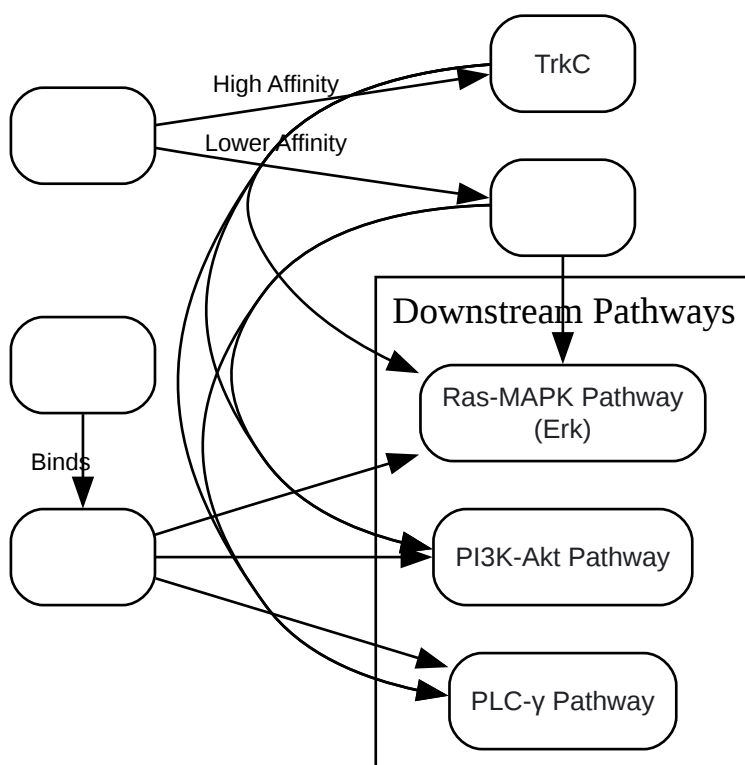 TrkC
High Affinity
Lower Affinity
Downstream Pathways
Ras-MAPK Pathway
(Erk)
Binds
PI3K-Akt Pathway
PLC-γ Pathway